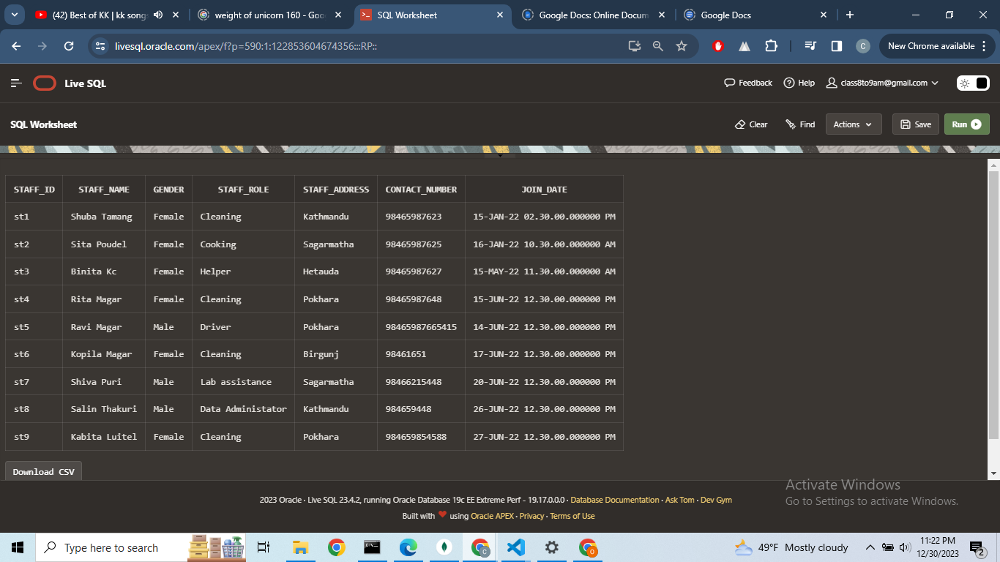 (42) Best of KK | kk songs
weight of unicorn 160 - Goo
SQL Worksheet
Google Docs: Online Docum
Google Docs
livesql.oracle.com/apex/f?p=590:1:122853604674356:::RP::
C
New Chrome available
Live SQL
Feedback
Help
class8to9am@gmail.com
SQL Worksheet
Clear
Find
Actions
Save
Run
STAFF_ID STAFF_NAME GENDER STAFF_ROLE STAFF_ADDRESS CONTACT_NUMBER JOIN_DATE
st1 Shuba Tamang Female Cleaning Kathmandu 98465987623 15-JAN-22 02.30.00.000000 PM
st2 Sita Poudel Female Cooking Sagarmatha 98465987625 16-JAN-22 10.30.00.000000 AM
st3 Binita Kc Female Helper Hetauda 98465987627 15-MAY-22 11.30.00.000000 AM
st4 Rita Magar Female Cleaning Pokhara 98465987648 15-JUN-22 12.30.00.000000 PM
st5 Ravi Magar Male Driver Pokhara 98465987665415 14-JUN-22 12.30.00.000000 PM
st6 Kopila Magar Female Cleaning Birgunj 98461651 17-JUN-22 12.30.00.000000 PM
st7 Shiva Puri Male Lab assistance Sagarmatha 98466215448 20-JUN-22 12.30.00.000000 PM
st8 Salin Thakuri Male Data Administator Kathmandu 984659448 26-JUN-22 12.30.00.000000 PM
st9 Kabita Luitel Female Cleaning Pokhara 984659854588 27-JUN-22 12.30.00.000000 PM
Download CSV
Activate Windows
Go to Settings to activate Windows.
2023 Oracle · Live SQL 23.4.2, running Oracle Database 19c EE Extreme Perf - 19.17.0.0.0 · Database Documentation · Ask Tom · Dev Gym
Built with ❤ using Oracle APEX · Privacy · Terms of Use
Type here to search
49°F Mostly cloudy
11:22 PM
12/30/2023
2